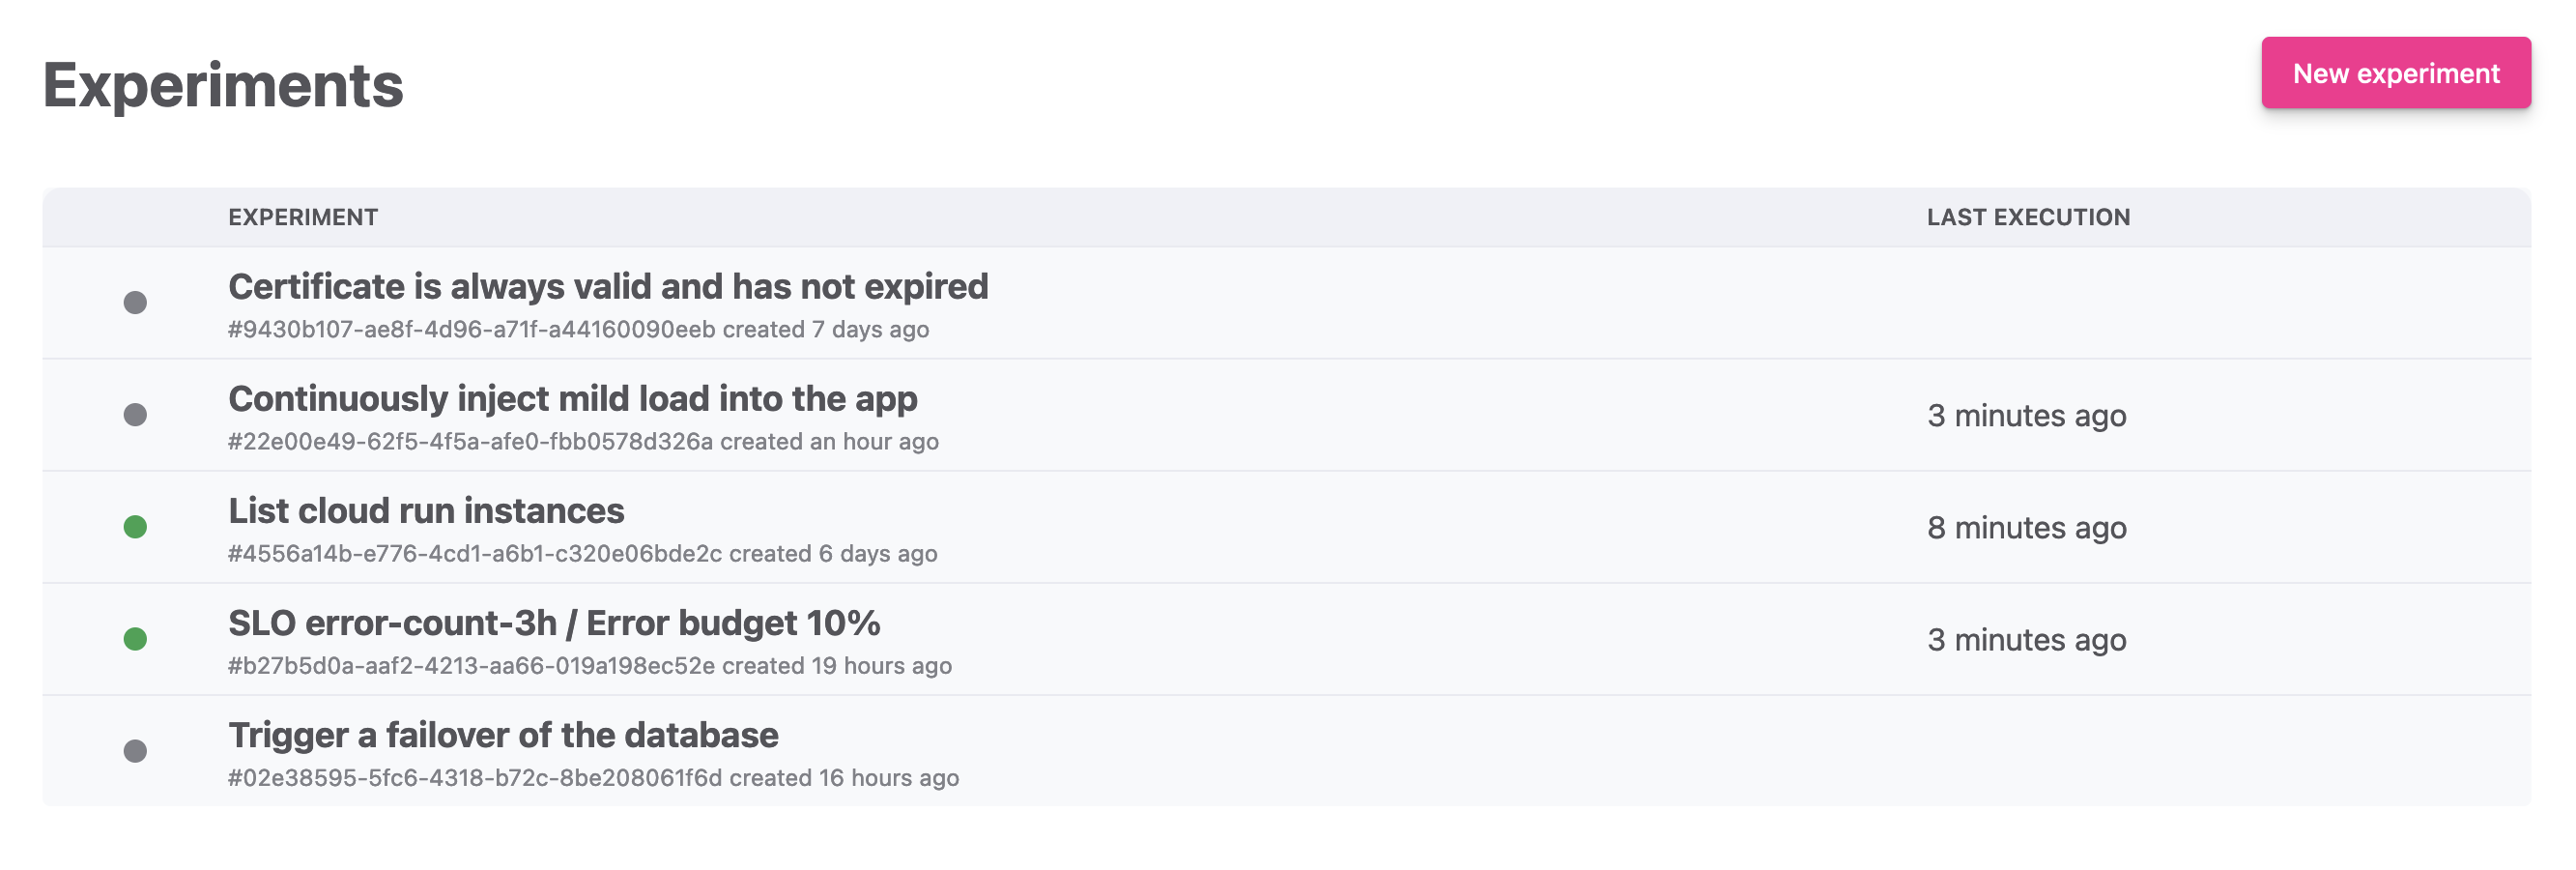 Experiments
New experiment
EXPERIMENT
LAST EXECUTION
Certificate is always valid and has not expired
#9430b107-ae8f-4d96-a71f-a44160090eeb created 7 days ago
Continuously inject mild load into the app
#22e00e49-62f5-4f5a-afe0-fbb0578d326a created an hour ago
3 minutes ago
List cloud run instances
#4556a14b-e776-4cd1-a6b1-c320e06bde2c created 6 days ago
8 minutes ago
SLO error-count-3h / Error budget 10%
#b27b5d0a-aaf2-4213-aa66-019a198ec52e created 19 hours ago
3 minutes ago
Trigger a failover of the database
#02e38595-5fc6-4318-b72c-8be208061f6d created 16 hours ago